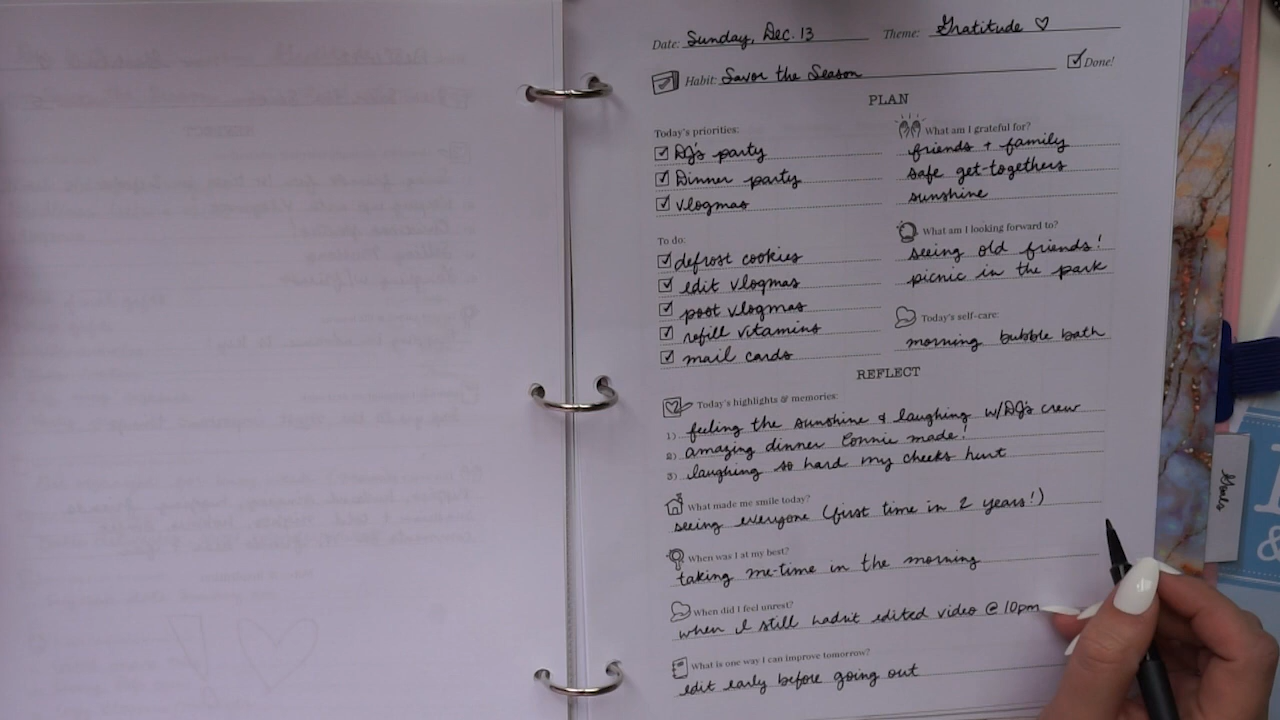 Date: Sunday, Dec. 13 Theme: Gratitude ♡
Habit: Savor the Season ☑ Done!
PLAN
Today's priorities:
☑ DJ's party
☑ Dinner party
☑ vlogmas
To do:
☑ defrost cookies
☑ edit vlogmas
☑ post vlogmas
☑ refill vitamins
☑ mail cards
What am I grateful for?
friends + family
safe get-togethers
sunshine
What am I looking forward to?
seeing old friends!
picnic in the park
Today's self-care:
morning bubble bath
REFLECT
Today's highlights & memories:
1) feeling the sunshine & laughing w/DJ's crew
2) amazing dinner Connie made!
3) laughing so hard my cheeks hurt
What made me smile today?
seeing everyone (first time in 2 years!)
When was I at my best?
taking me-time in the morning
When did I feel unrest?
when I still hadn't edited video @ 10pm
What is one way I can improve tomorrow?
edit early before going out
Goals
&